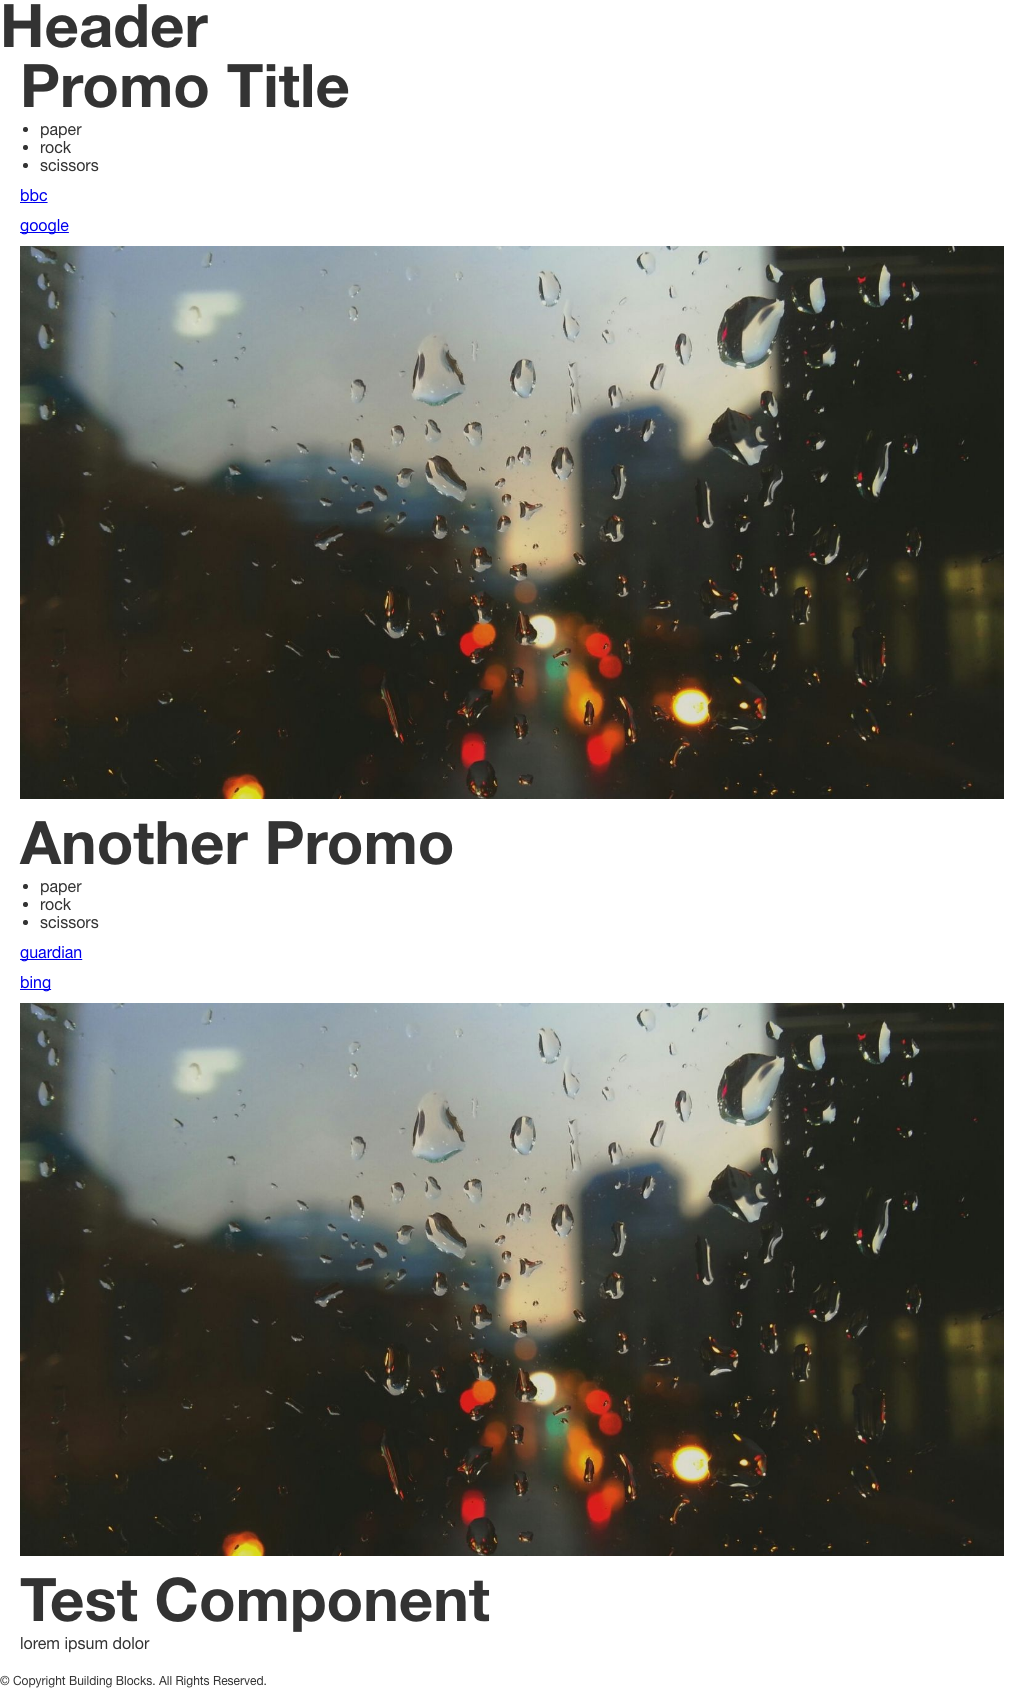 Header
Promo Title
paper
rock
scissors
bbc
google
Another Promo
paper
rock
scissors
guardian
bing
Test Component
lorem ipsum dolor
© Copyright Building Blocks. All Rights Reserved.